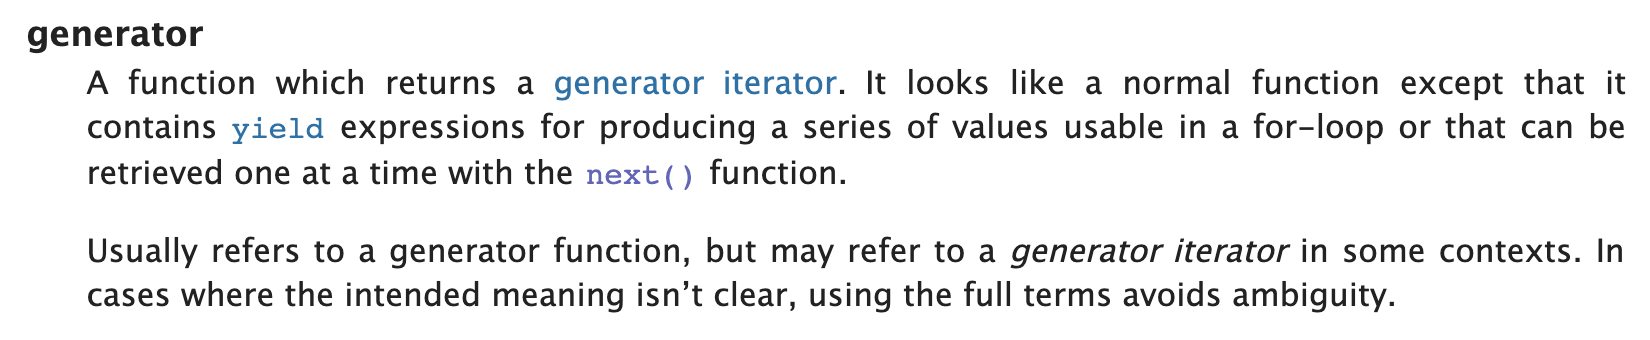 generator
A function which returns a generator iterator. It looks like a normal function except that it
contains yield expressions for producing a series of values usable in a for-loop or that can be
retrieved one at a time with the next() function.
Usually refers to a generator function, but may refer to a generator iterator in some contexts. In
cases where the intended meaning isn’t clear, using the full terms avoids ambiguity.